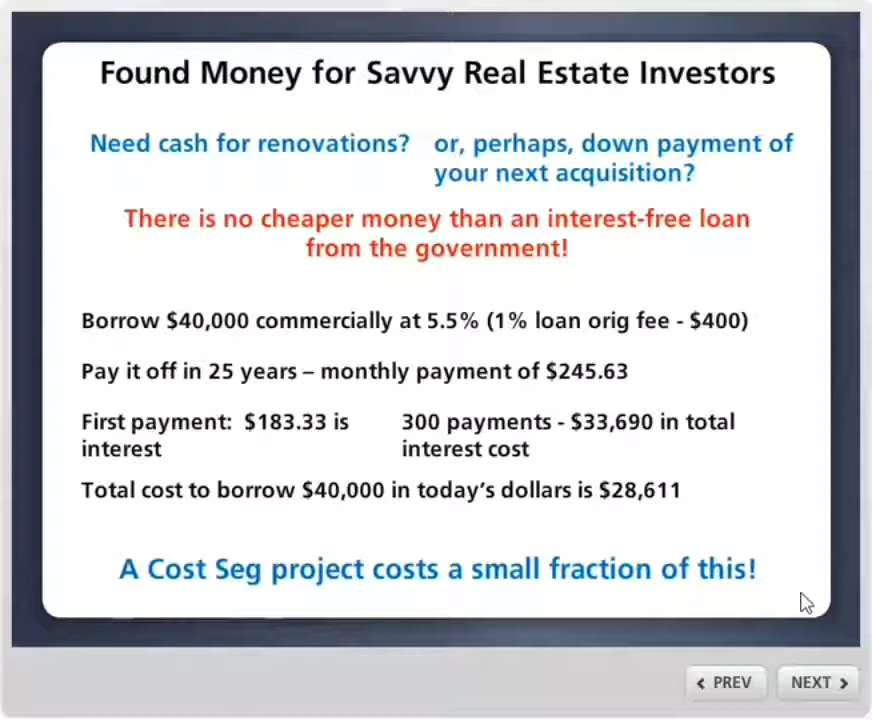 Found Money for Savvy Real Estate Investors
Need cash for renovations?
or, perhaps, down payment of
your next acquisition?
There is no cheaper money than an interest-free loan
from the government!
Borrow $40,000 commercially at 5.5% (1% loan orig fee - $400)
Pay it off in 25 years – monthly payment of $245.63
First payment: $183.33 is
interest
300 payments - $33,690 in total
interest cost
Total cost to borrow $40,000 in today's dollars is $28,611
A Cost Seg project costs a small fraction of this!
PREV
NEXT